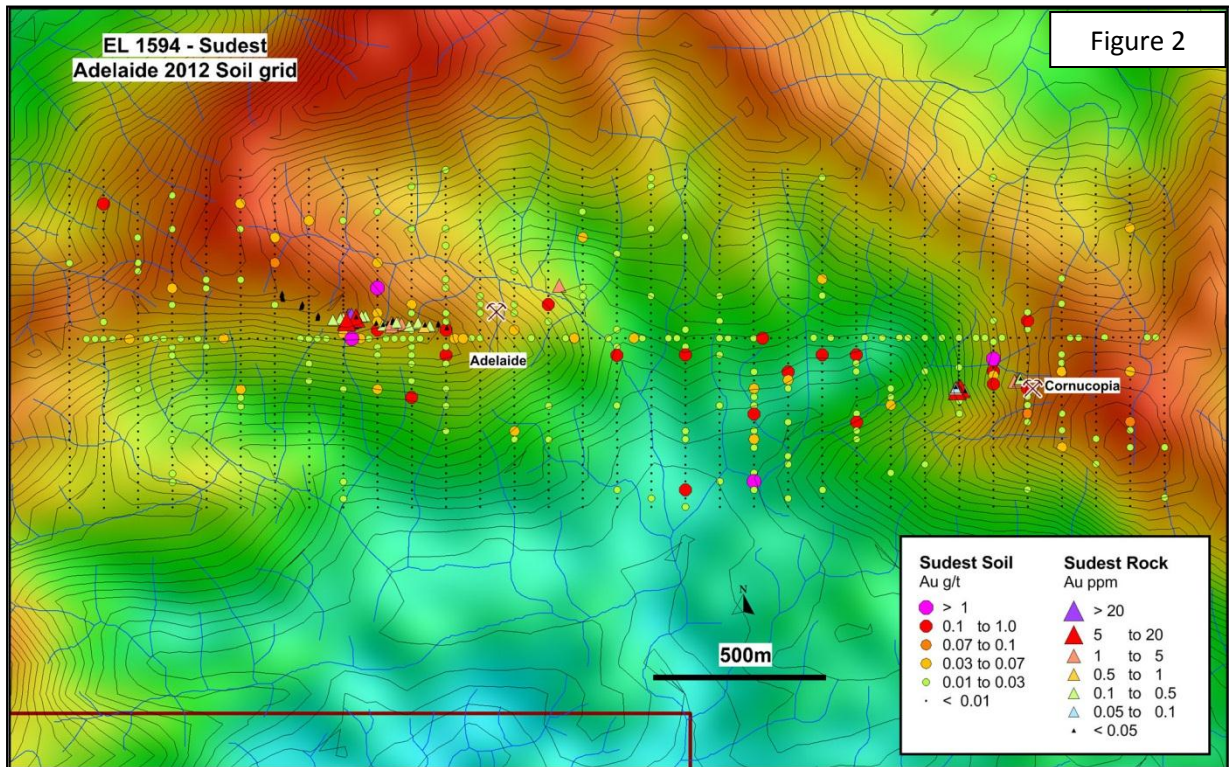 Figure 2
EL 1594 - Sudest
Adelaide 2012 Soil grid
Adelaide
Cornucopia
N
500m
Sudest Soil
Au g/t
> 1
0.1 to 1.0
0.07 to 0.1
0.03 to 0.07
0.01 to 0.03
< 0.01
Sudest Rock
Au ppm
> 20
5 to 20
1 to 5
0.5 to 1
0.1 to 0.5
0.05 to 0.1
< 0.05